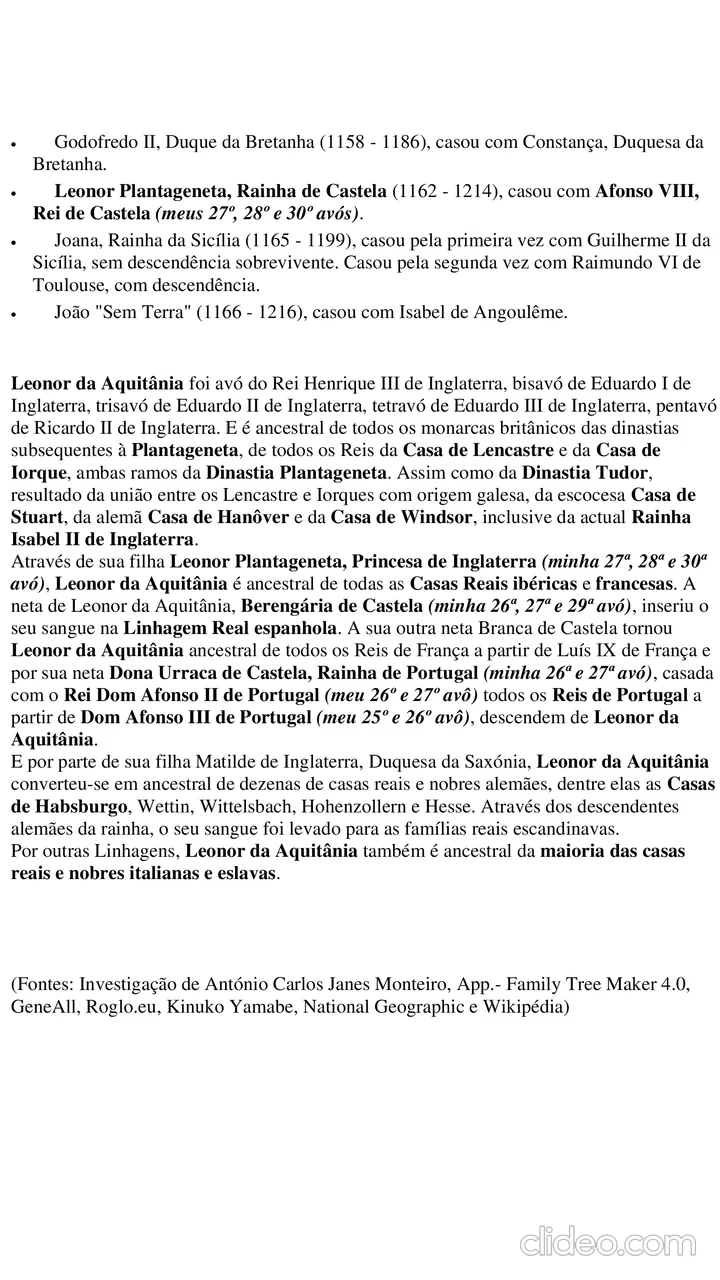 • Godofredo II, Duque da Bretanha (1158 - 1186), casou com Constança, Duquesa da
Bretanha.
• Leonor Plantageneta, Rainha de Castela (1162 - 1214), casou com Afonso VIII,
Rei de Castela (meus 27º, 28º e 30º avós).
• Joana, Rainha da Sicília (1165 - 1199), casou pela primeira vez com Guilherme II da
Sicília, sem descendência sobrevivente. Casou pela segunda vez com Raimundo VI de
Toulouse, com descendência.
• João "Sem Terra" (1166 - 1216), casou com Isabel de Angoulême.
Leonor da Aquitânia foi avó do Rei Henrique III de Inglaterra, bisavó de Eduardo I de
Inglaterra, trisavó de Eduardo II de Inglaterra, tetravó de Eduardo III de Inglaterra, pentavó
de Ricardo II de Inglaterra. E é ancestral de todos os monarcas britânicos das dinastias
subsequentes à Plantageneta, de todos os Reis da Casa de Lencastre e da Casa de
Iorque, ambas ramos da Dinastia Plantageneta. Assim como da Dinastia Tudor,
resultado da união entre os Lencastre e Iorques com origem galesa, da escocesa Casa de
Stuart, da alemã Casa de Hanôver e da Casa de Windsor, inclusive da actual Rainha
Isabel II de Inglaterra.
Através de sua filha Leonor Plantageneta, Princesa de Inglaterra (minha 27ª, 28ª e 30ª
avó), Leonor da Aquitânia é ancestral de todas as Casas Reais ibéricas e francesas. A
neta de Leonor da Aquitânia, Berengária de Castela (minha 26ª, 27ª e 29ª avó), inseriu o
seu sangue na Linhagem Real espanhola. A sua outra neta Branca de Castela tornou
Leonor da Aquitânia ancestral de todos os Reis de França a partir de Luís IX de França e
por sua neta Dona Urraca de Castela, Rainha de Portugal (minha 26ª e 27ª avó), casada
com o Rei Dom Afonso II de Portugal (meu 26º e 27º avô) todos os Reis de Portugal a
partir de Dom Afonso III de Portugal (meu 25º e 26º avô), descendem de Leonor da
Aquitânia.
E por parte de sua filha Matilde de Inglaterra, Duquesa da Saxónia, Leonor da Aquitânia
converteu-se em ancestral de dezenas de casas reais e nobres alemães, dentre elas as Casas
de Habsburgo, Wettin, Wittelsbach, Hohenzollern e Hesse. Através dos descendentes
alemães da rainha, o seu sangue foi levado para as famílias reais escandinavas.
Por outras Linhagens, Leonor da Aquitânia também é ancestral da maioria das casas
reais e nobres italianas e eslavas.
(Fontes: Investigação de António Carlos Janes Monteiro, App.- Family Tree Maker 4.0,
GeneAll, Roglo.eu, Kinuko Yamabe, National Geographic e Wikipédia)
clideo.com